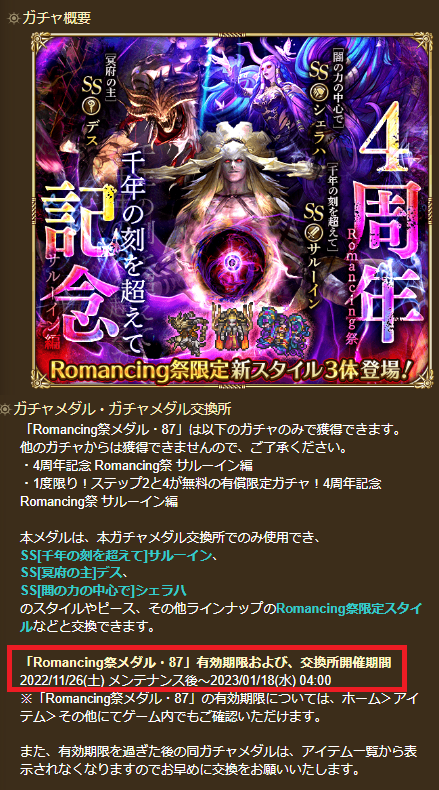 ガチャ概要
[冥府の主]
SS デス
[闇の力の中心で]
SS シェラハ
[千年の刻を超えて]
SS サルーイン
4周年
Romancing祭
記念
サルーイン編
千年の刻を超えて
Romancing祭限定新スタイル3体登場!
ガチャメダル・ガチャメダル交換所
「Romancing祭メダル・87」は以下のガチャのみで獲得できます。
他のガチャからは獲得できませんので、ご了承ください。
・4周年記念 Romancing祭 サルーイン編
・1度限り!ステップ2と4が無料の有償限定ガチャ!4周年記念
Romancing祭 サルーイン編
本メダルは、本ガチャメダル交換所でのみ使用でき、
SS[千年の刻を超えて]サルーイン、
SS[冥府の主]デス、
SS[闇の力の中心で]シェラハ
のスタイルやピース、その他ラインナップのRomancing祭限定スタイ
ルなどと交換できます。
「Romancing祭メダル・87」有効期限および、交換所開催期間
2022/11/26(土) メンテナンス後～2023/01/18(水) 04:00
※「Romancing祭メダル・87」の有効期限については、ホーム＞アイ
テム＞その他にてゲーム内でもご確認いただけます。
また、有効期限を過ぎた後の同ガチャメダルは、アイテム一覧から表
示されなくなりますのでお早めに交換をお願いいたします。